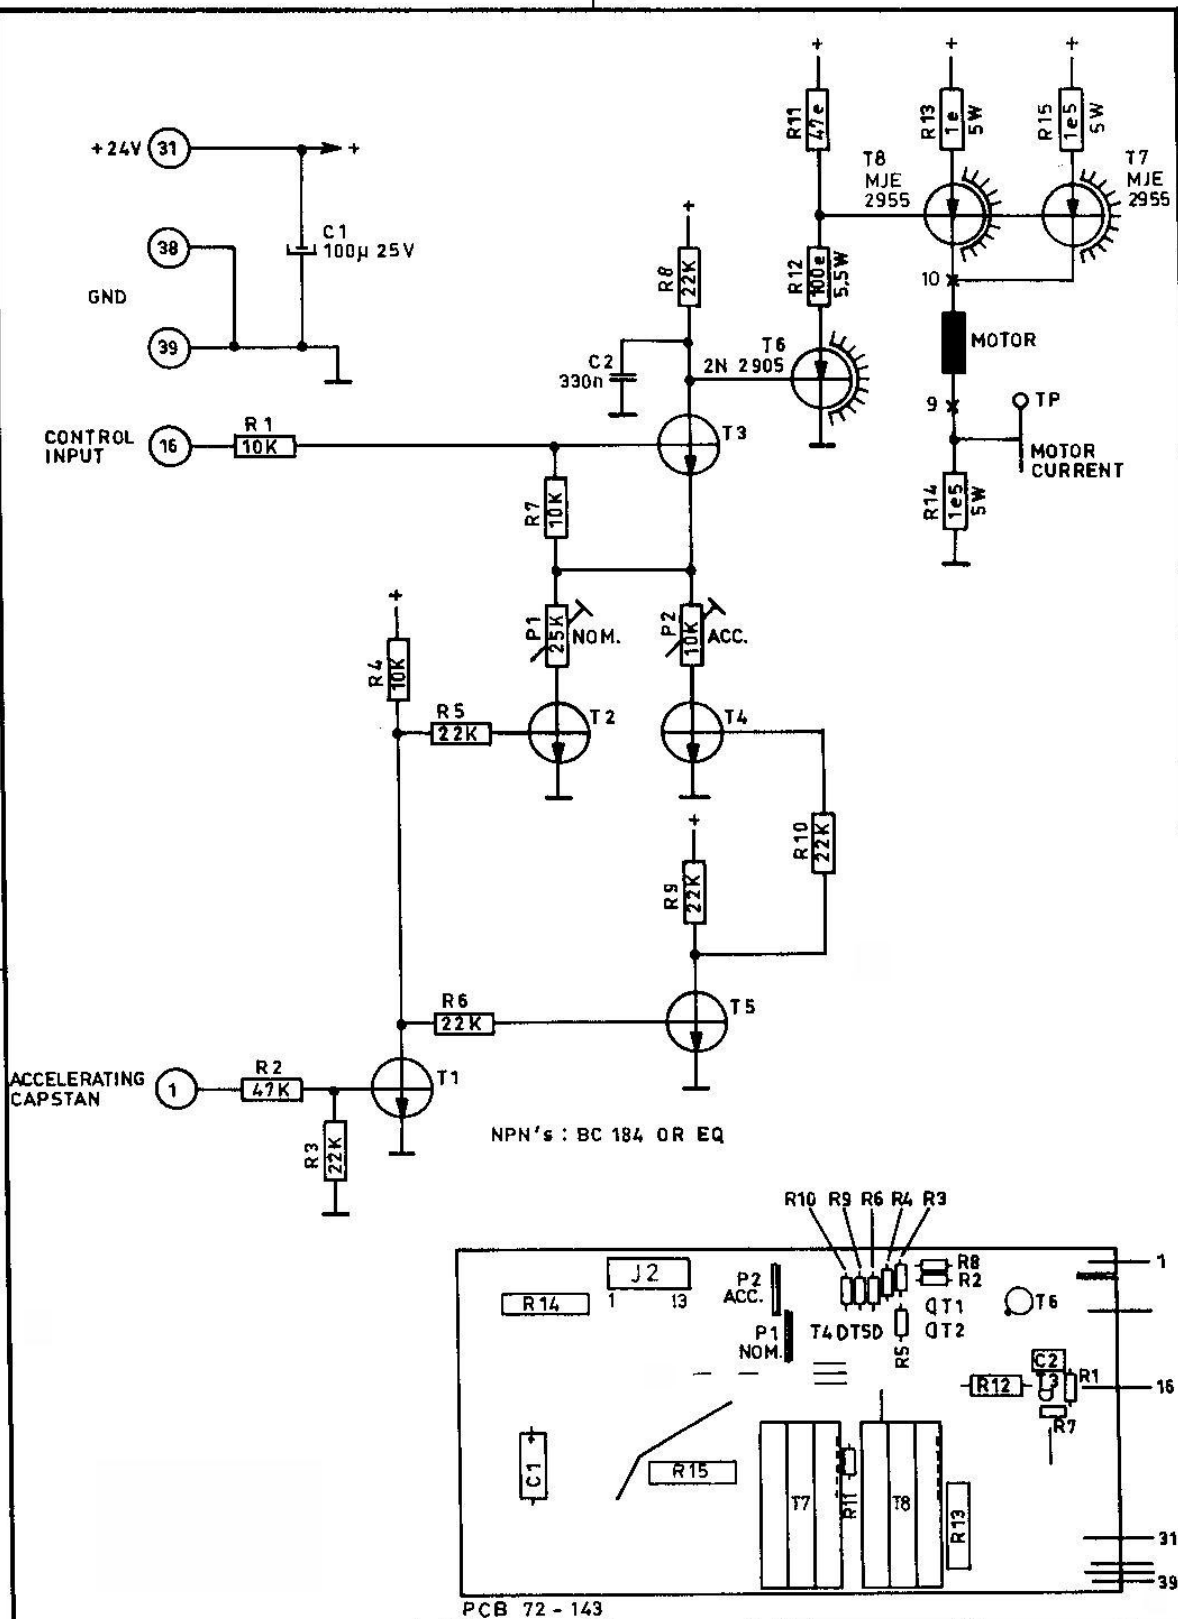 +
+
+
R11
47e
R13
1e
5W
R15
1e5
5W
+24V
31
+
T8
MJE
2955
T7
MJE
2955
+
38
C1
100µ 25V
R8
22K
R12
100e
5,5W
10
GND
39
C2
330n
T6
2N 2905
MOTOR
9
TP
MOTOR
CURRENT
CONTROL
INPUT
16
R1
10K
T3
R7
10K
R14
1e5
5W
+
P1
25K
NOM.
P2
10K
ACC.
R4
10K
R5
22K
T2
T4
+
R10
22K
R9
22K
R6
22K
T5
ACCELERATING
CAPSTAN
1
R2
47K
T1
R3
22K
NPN's : BC 184 OR EQ
R10 R9 R6 R4 R3
J2
1 13
R14
P2
ACC.
P1
NOM.
R8
R2
T1
T2
T4 T5
R5
T6
1
C2
T3
R1
R12
16
R7
+
C1
R15
T7
R11
T8
R13
31
39
PCB 72 - 143